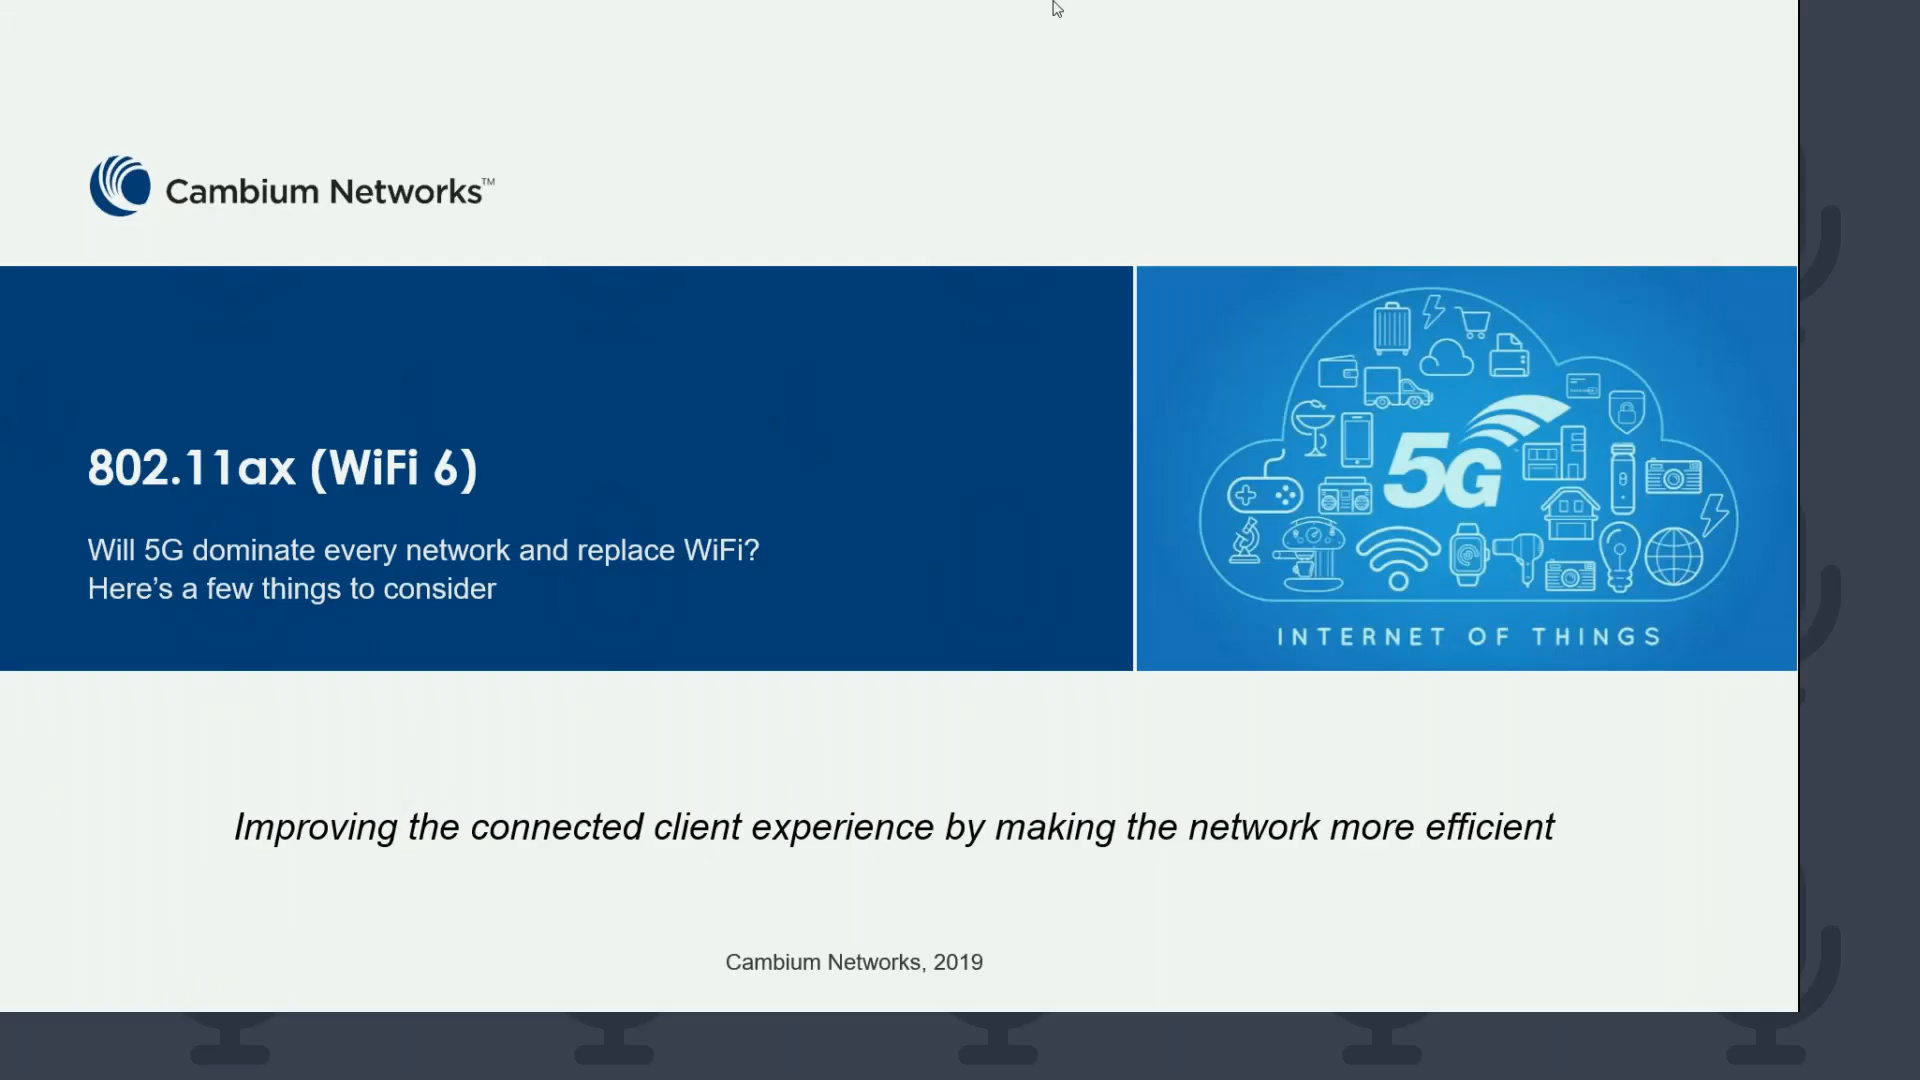 Cambium Networks™
802.11ax (WiFi 6)
Will 5G dominate every network and replace WiFi?
Here’s a few things to consider
5G
INTERNET OF THINGS
Improving the connected client experience by making the network more efficient
Cambium Networks, 2019